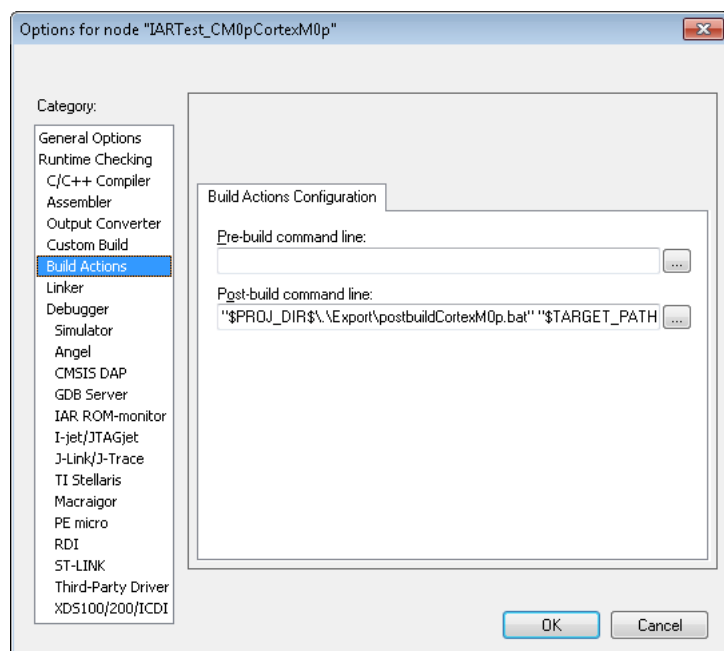 Options for node "IARTest_CM0pCortexM0p"
Category:
General Options
Runtime Checking
C/C++ Compiler
Assembler
Output Converter
Custom Build
Build Actions
Linker
Debugger
Simulator
Angel
CMSIS DAP
GDB Server
IAR ROM-monitor
I-jet/JTAGjet
J-Link/J-Trace
TI Stellaris
Macraigor
PE micro
RDI
ST-LINK
Third-Party Driver
XDS100/200/ICDI
Build Actions Configuration
Pre-build command line:
...
Post-build command line:
"$PROJ_DIR$\.\Export\postbuildCortexM0p.bat" "$TARGET_PATH ...
OK Cancel